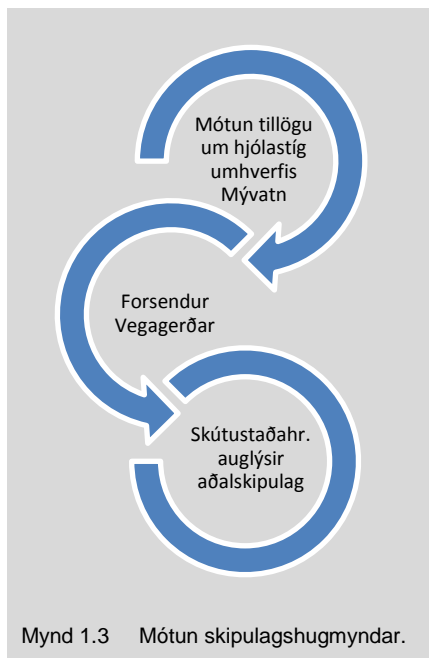 Mótun tillögu
um hjólastíg
umhverfis
Mývatn
Forsendur
Vegagerðar
Skútustaðahr.
auglýsir
aðalskipulag
Mynd 1.3 Mótun skipulagshugmyndar.